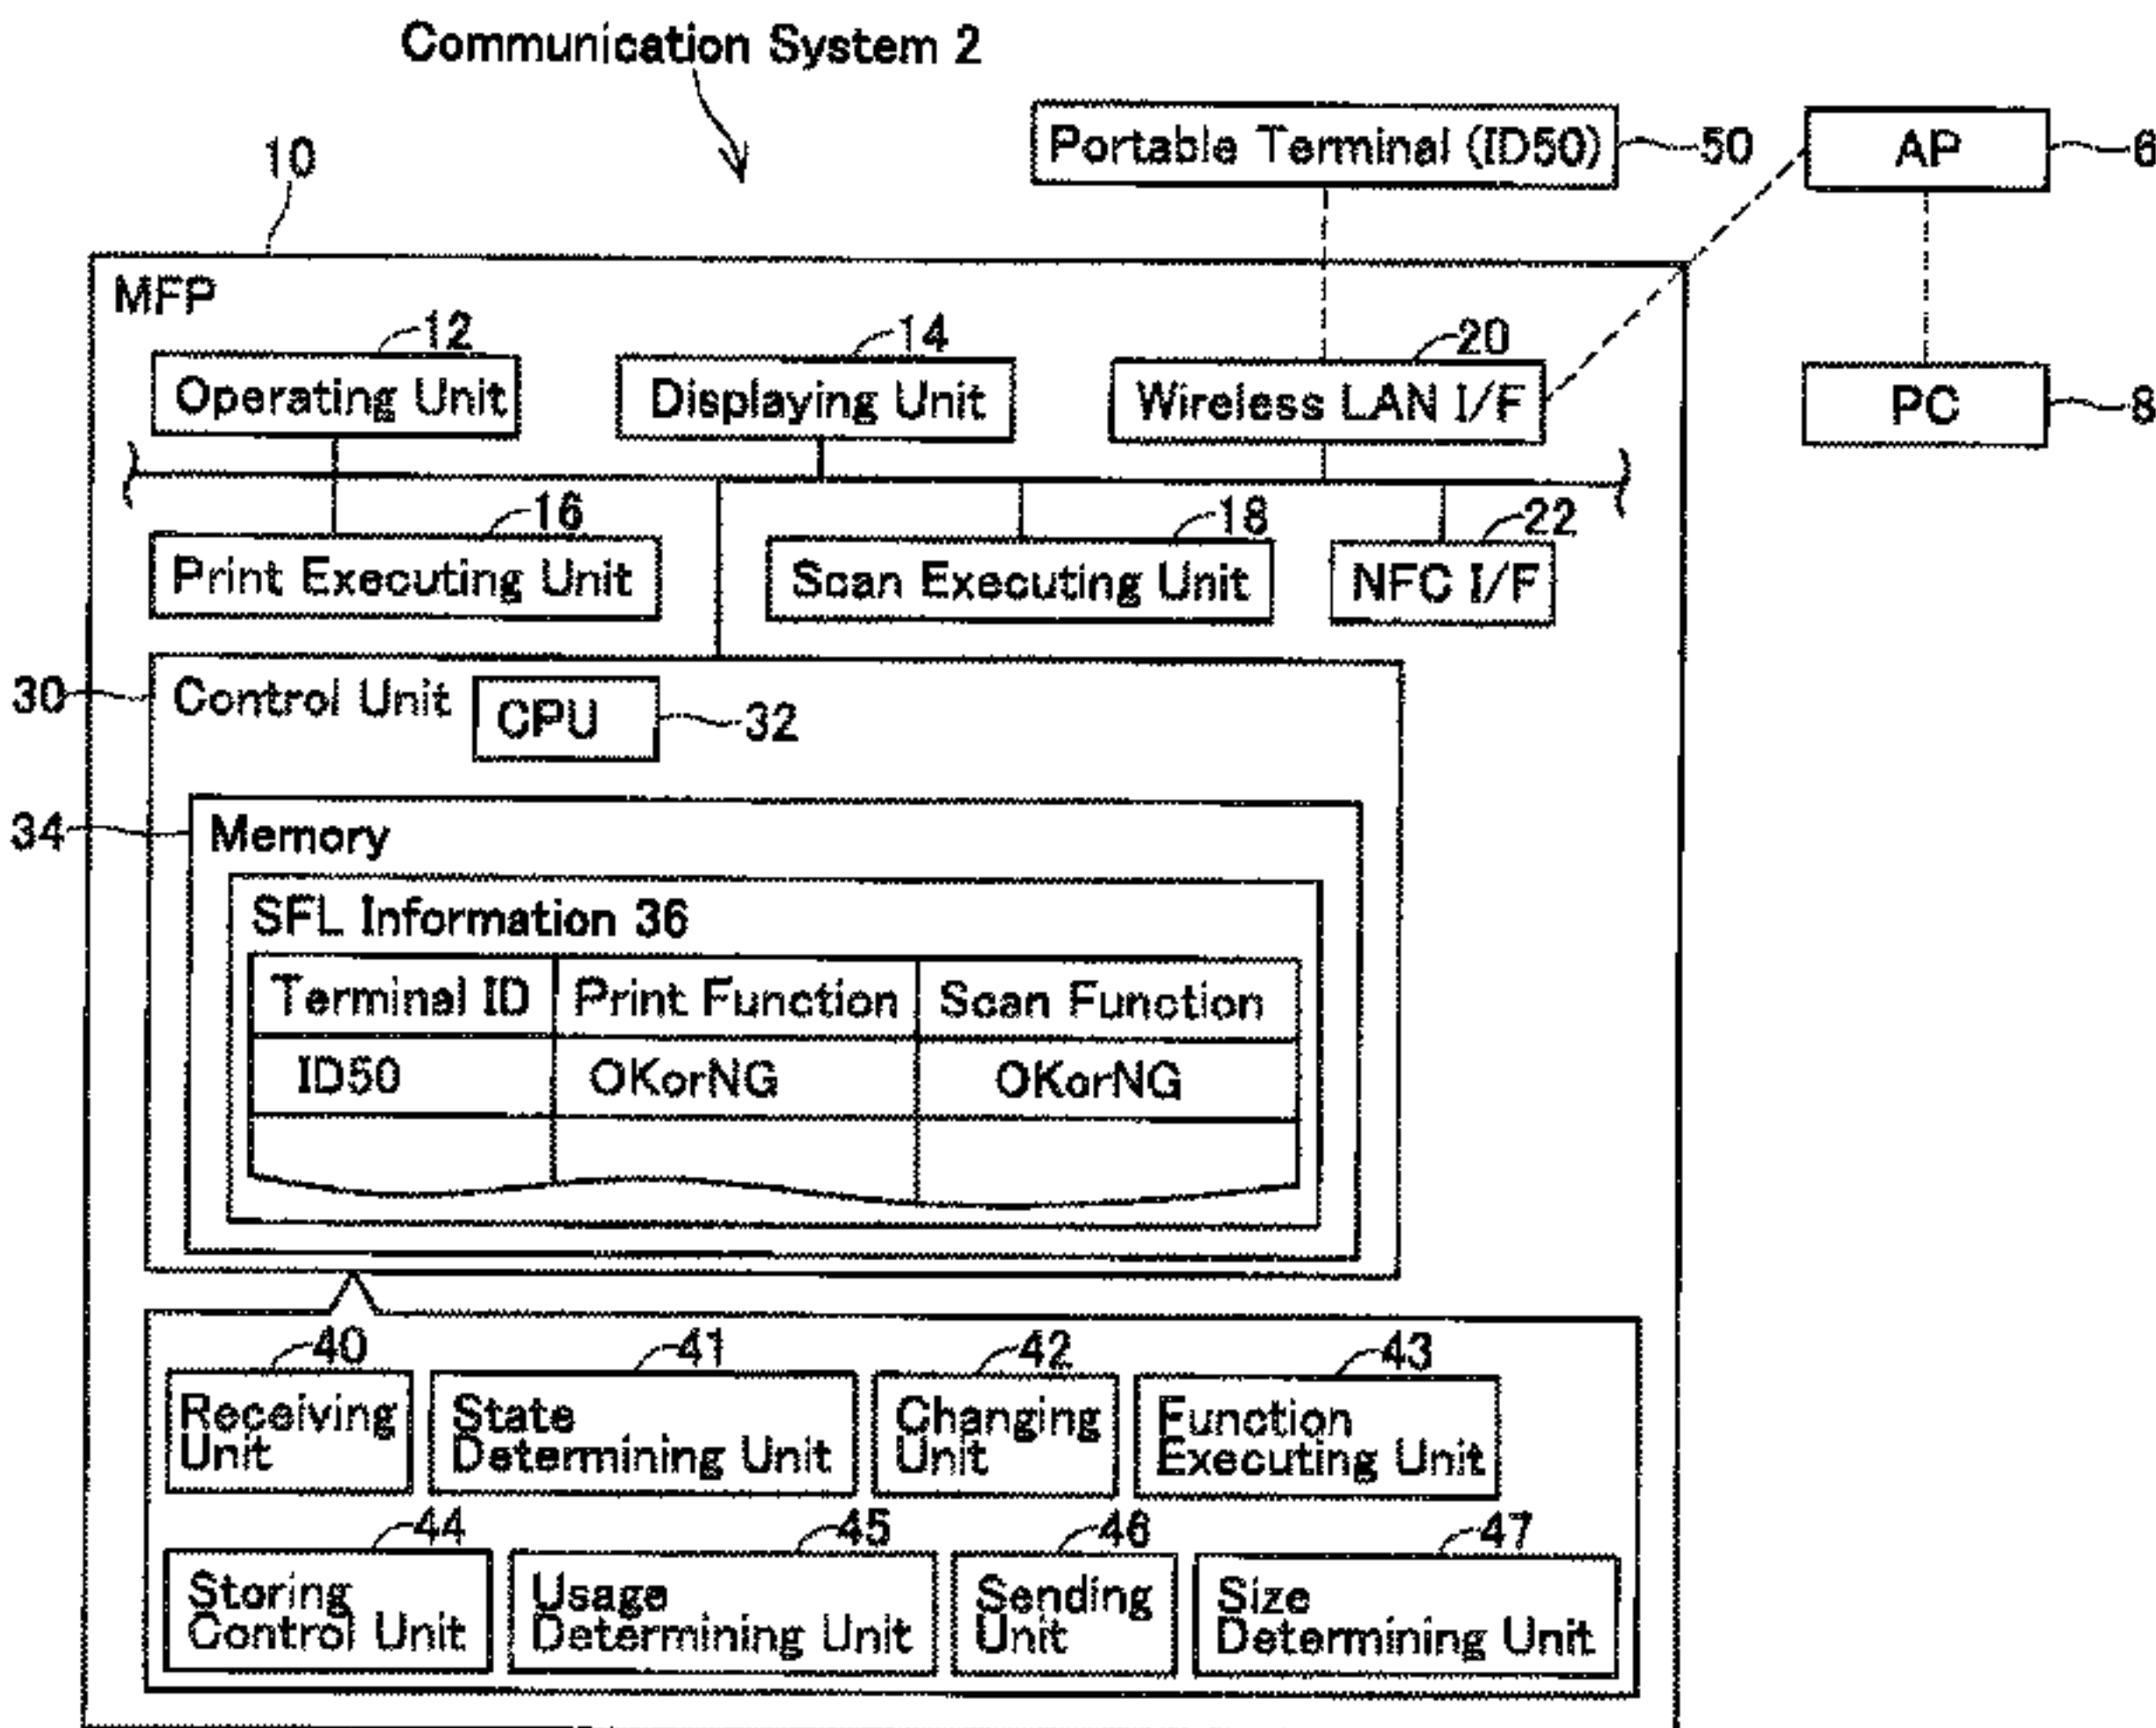 Communication System 2
10
Portable Terminal (ID50)
50
AP
6
MFP
12
14
20
Operating Unit
Displaying Unit
Wireless LAN I/F
PC
8
16
18
22
Print Executing Unit
Scan Executing Unit
NFC I/F
30
Control Unit
CPU
32
34
Memory
SFL Information 36
Terminal ID Print Function Scan Function
ID50 OKorNG OKorNG
40
41
42
43
Receiving
Unit
State
Determining Unit
Changing
Unit
Function
Executing Unit
44
45
46
47
Storing
Control Unit
Usage
Determining Unit
Sending
Unit
Size
Determining Unit